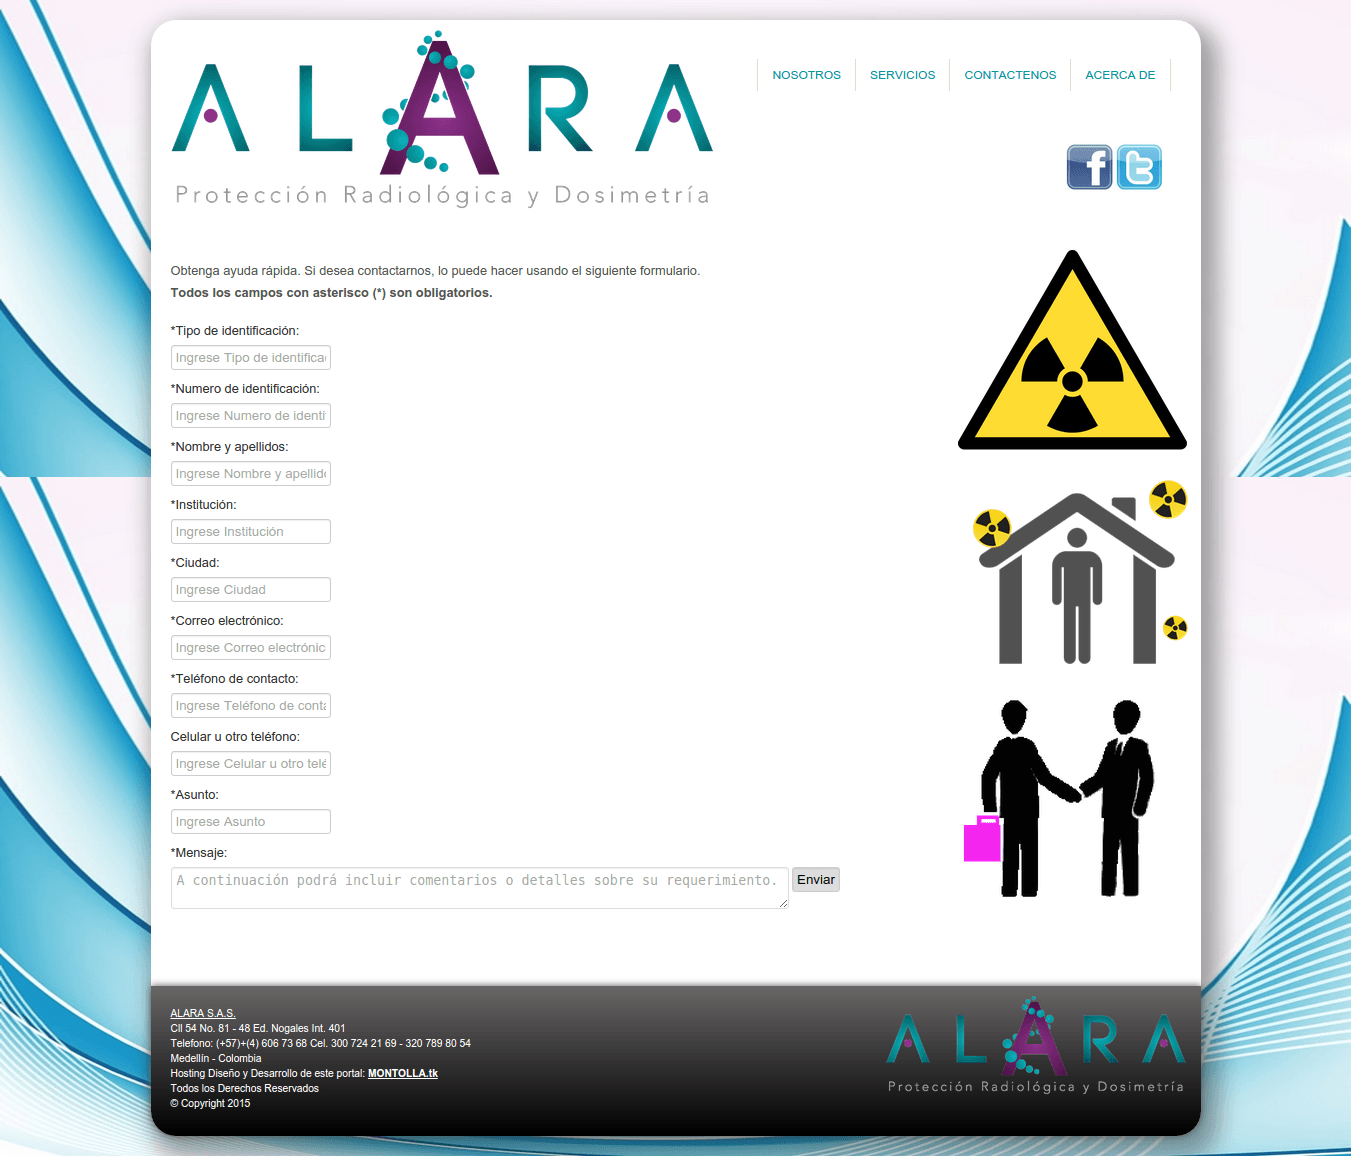 ALARA
Protección Radiológica y Dosimetría
NOSOTROS
SERVICIOS
CONTACTENOS
ACERCA DE
f
t
Obtenga ayuda rápida. Si desea contactarnos, lo puede hacer usando el siguiente formulario.
Todos los campos con asterisco (*) son obligatorios.
*Tipo de identificación:
Ingrese Tipo de identifica
*Numero de identificación:
Ingrese Numero de identi
*Nombre y apellidos:
Ingrese Nombre y apellid
*Institución:
Ingrese Institución
*Ciudad:
Ingrese Ciudad
*Correo electrónico:
Ingrese Correo electrónic
*Teléfono de contacto:
Ingrese Teléfono de conta
Celular u otro teléfono:
Ingrese Celular u otro telé
*Asunto:
Ingrese Asunto
*Mensaje:
A continuación podrá incluir comentarios o detalles sobre su requerimiento.
Enviar
ALARA S.A.S.
Cll 54 No. 81 - 48 Ed. Nogales Int. 401
Telefono: (+57)+(4) 606 73 68 Cel. 300 724 21 69 - 320 789 80 54
Medellín - Colombia
Hosting Diseño y Desarrollo de este portal: MONTOLLA.tk
Todos los Derechos Reservados
© Copyright 2015
ALARA
Protección Radiológica y Dosimetría